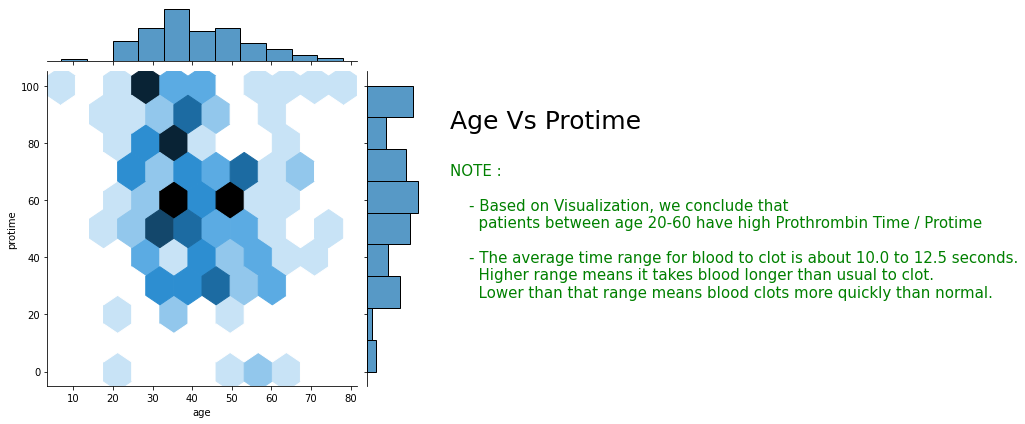 Age Vs Protime
NOTE :
- Based on Visualization, we conclude that
patients between age 20-60 have high Prothrombin Time / Protime
- The average time range for blood to clot is about 10.0 to 12.5 seconds.
Higher range means it takes blood longer than usual to clot.
Lower than that range means blood clots more quickly than normal.
100
80
60
40
20
0
protime
10 20 30 40 50 60 70 80
age